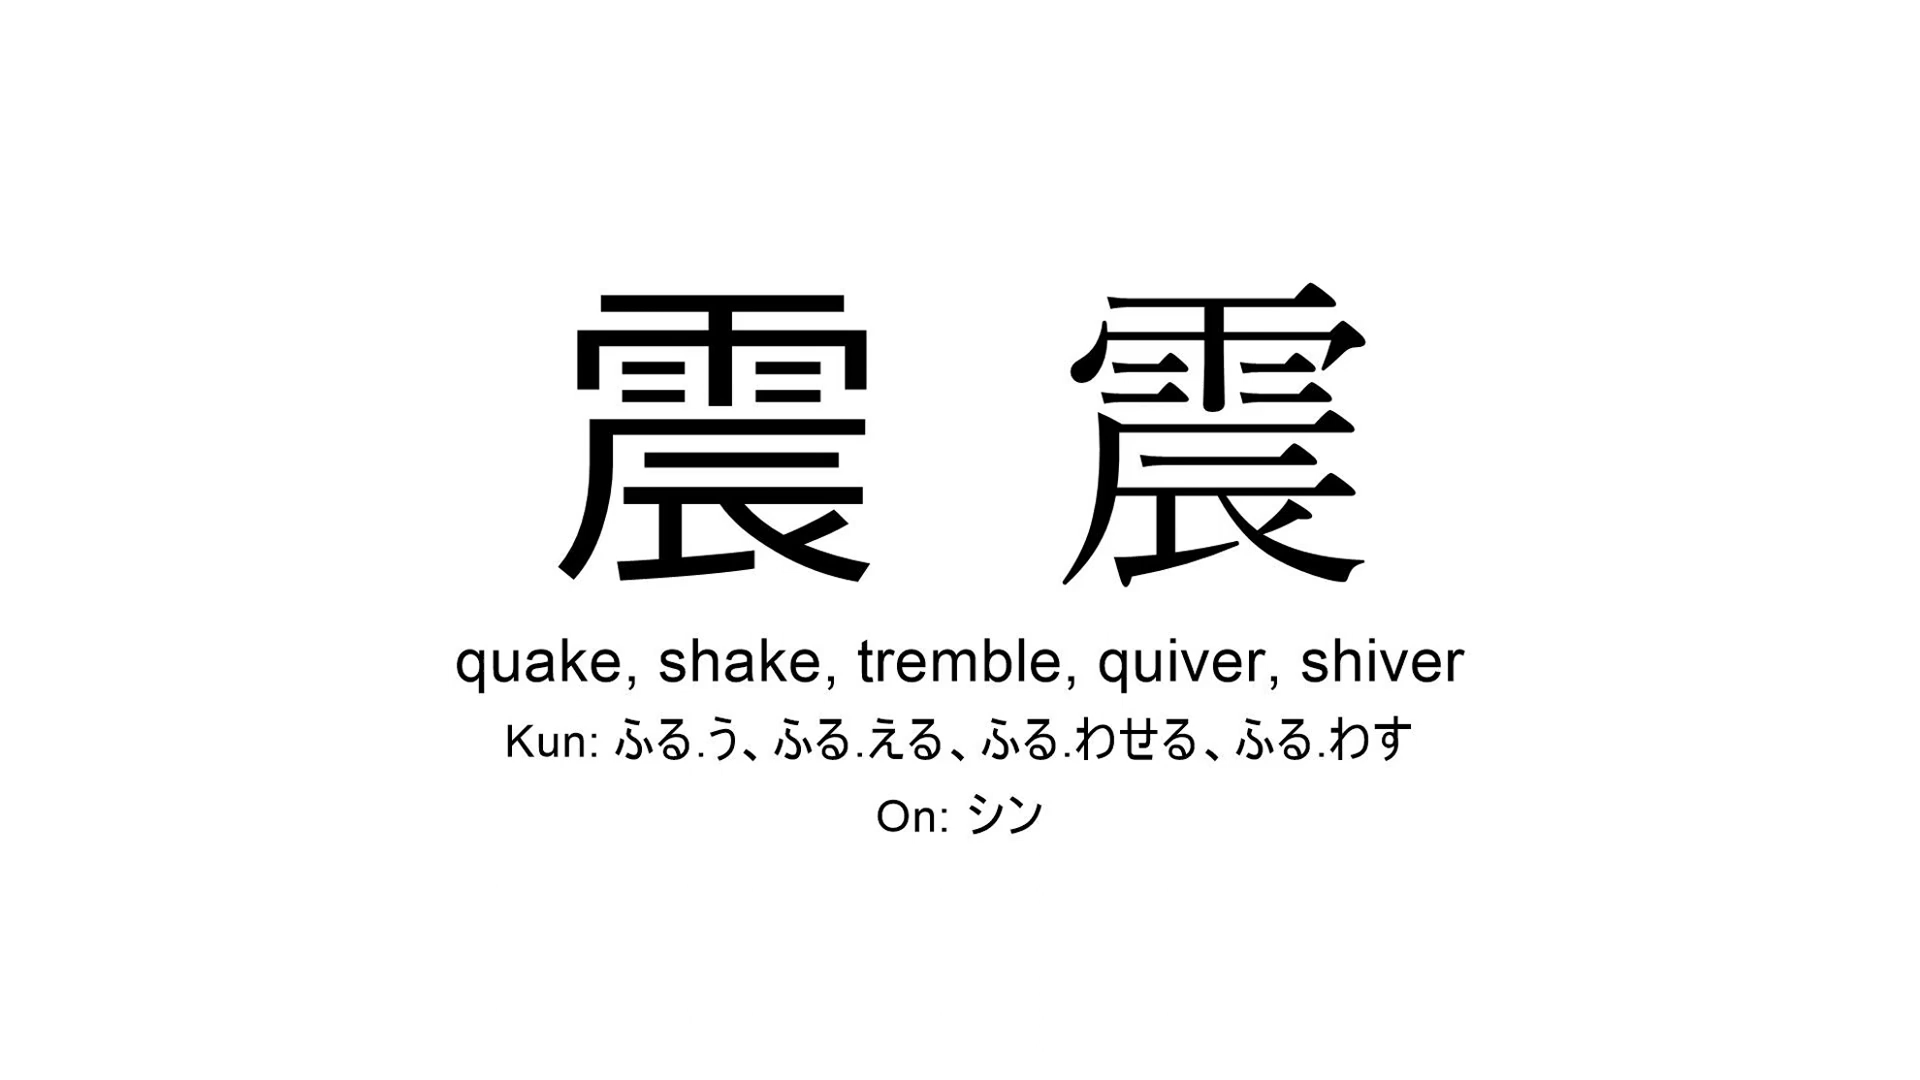 震 震
quake, shake, tremble, quiver, shiver
Kun: ふる.う、ふる.える、ふる.わせる、ふる.わす
On: シン